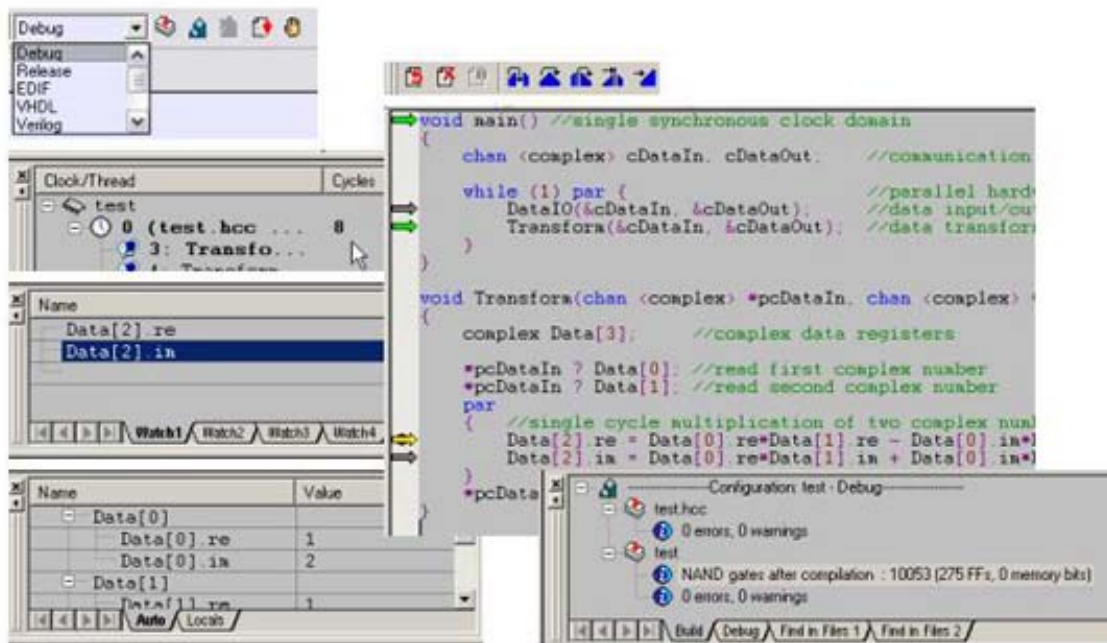 Debug
Debug
Release
EDIF
VHDL
Verilog
Clock/Thread Cycles
test
0 (test.hcc ... 8
3: Transfo...
Name
Data[2].re
Data[2].im
Watch1 Watch2 Watch3 Watch4
Name Value
Data[0]
Data[0].re 1
Data[0].im 2
Data[1]
Data[1].re 1
Auto Locals
void main() //single synchronous clock domain
{
chan <complex> cDataIn, cDataOut; //communication
while (1) par { //parallel hardw
DataIO(&cDataIn, &cDataOut); //data input/ou
Transform(&cDataIn, &cDataOut); //data transform
}
}
void Transform(chan <complex> *pcDataIn, chan <complex>
{
complex Data[3]; //complex data registers
*pcDataIn ? Data[0]; //read first complex number
*pcDataIn ? Data[1]; //read second complex number
par
{ //single cycle multiplication of two complex num
Data[2].re = Data[0].re*Data[1].re - Data[0].im*
Data[2].im = Data[0].re*Data[1].im + Data[0].im*
}
*pcData
}
Configuration: test - Debug
test.hcc
0 errors, 0 warnings
test
NAND gates after compilation : 10053 (275 FFs, 0 memory bits)
0 errors, 0 warnings
Build Debug Find in Files 1 Find in Files 2